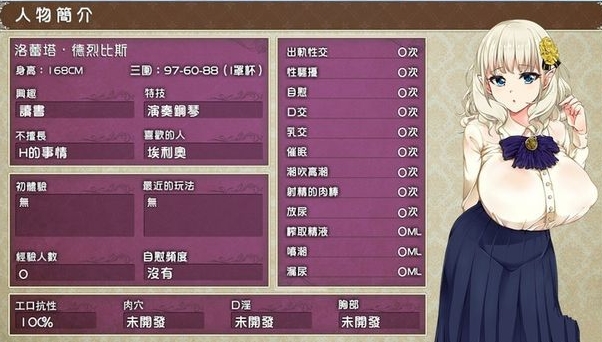 人物簡介
洛蕾塔・德烈比斯
身高：168CM 三圍：97-60-88（I罩杯）
興趣 特技
讀書 演奏鋼琴
不擅長 喜歡的人
H的事情 埃利奧
初體驗 最近的玩法
無 無
經驗人數 自慰頻度
0 沒有
出軌性交 0次
性騷擾 0次
自慰 0次
口交 0次
乳交 0次
催眠 0次
潮吹高潮 0次
射精的肉棒 0次
放尿 0次
搾取精液 0ML
噴潮 0ML
漏尿 0ML
エロ抗性 肉穴 口淫 胸部
100% 未開發 未開發 未開發